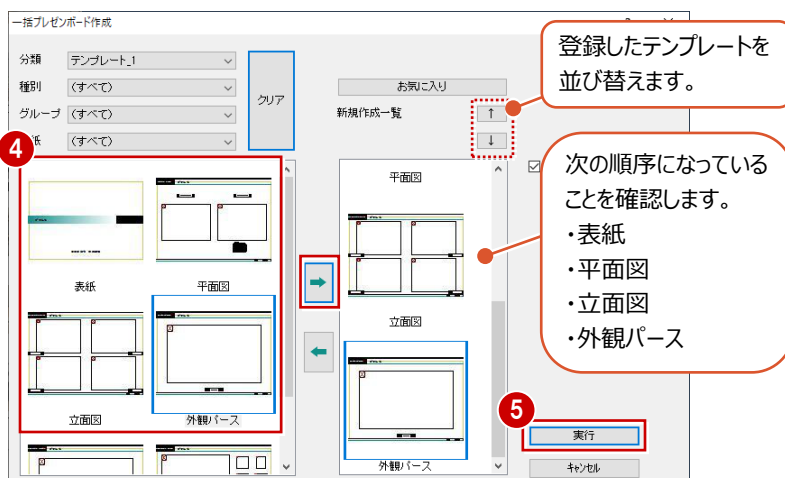 一括プレゼンボード作成
分類
テンプレート_1
種別
(すべて)
グループ
(すべて)
紙
(すべて)
クリア
お気に入り
新規作成一覧
↑
↓
登録したテンプレートを
並び替えます。
次の順序になっている
ことを確認します。
・表紙
・平面図
・立面図
・外観パース
4
表紙
平面図
立面図
外観パース
平面図
立面図
外観パース
5
実行
キャンセル